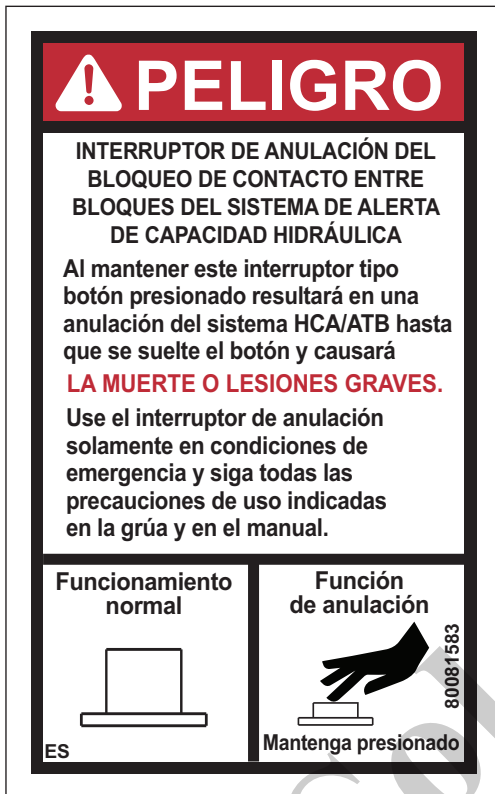 PELIGRO
INTERRUPTOR DE ANULACIÓN DEL
BLOQUEO DE CONTACTO ENTRE
BLOQUES DEL SISTEMA DE ALERTA
DE CAPACIDAD HIDRÁULICA
Al mantener este interruptor tipo
botón presionado resultará en una
anulación del sistema HCA/ATB hasta
que se suelte el botón y causará
LA MUERTE O LESIONES GRAVES.
Use el interruptor de anulación
solamente en condiciones de
emergencia y siga todas las
precauciones de uso indicadas
en la grúa y en el manual.
Funcionamiento
normal
ES
Función
de anulación
80081583
Mantenga presionado